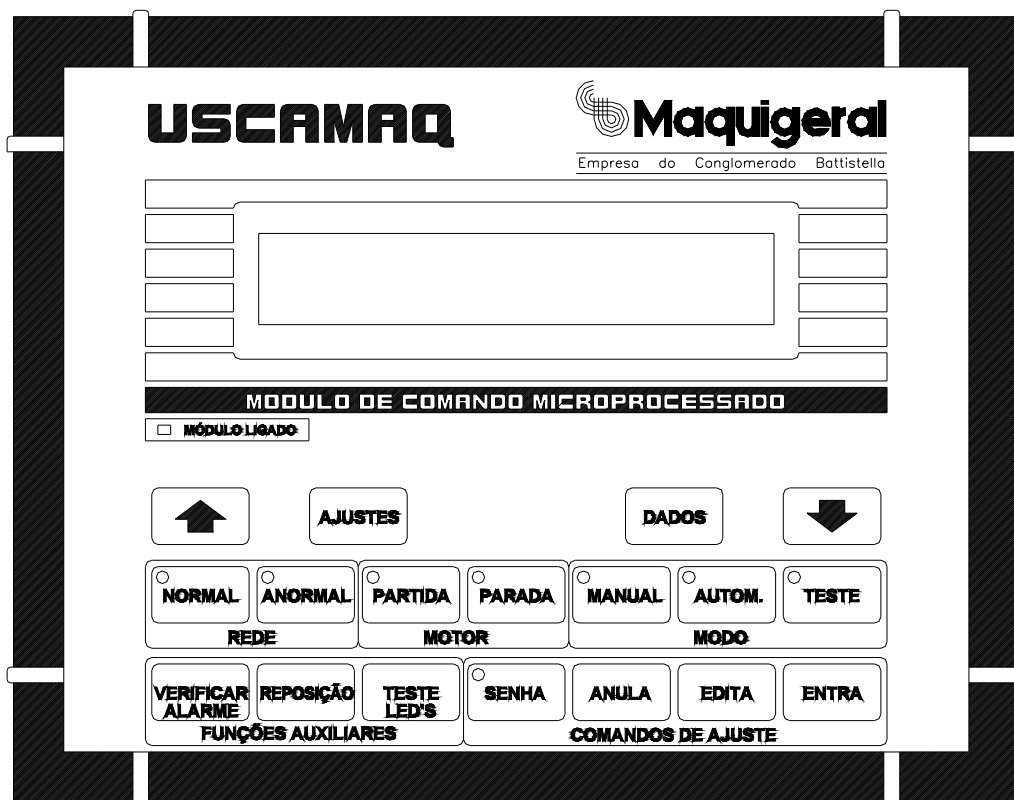 USCAMAQ
Maquigeral
Empresa do Conglomerado Battistella
MODULO DE COMANDO MICROPROCESSADO
MÓDULO LIGADO
AJUSTES DADOS
NORMAL ANORMAL PARTIDA PARADA MANUAL AUTOM. TESTE
REDE MOTOR MODO
VERIFICAR ALARME REPOSIÇÃO TESTE LED'S SENHA ANULA EDITA ENTRA
FUNÇÕES AUXILIARES COMANDOS DE AJUSTE